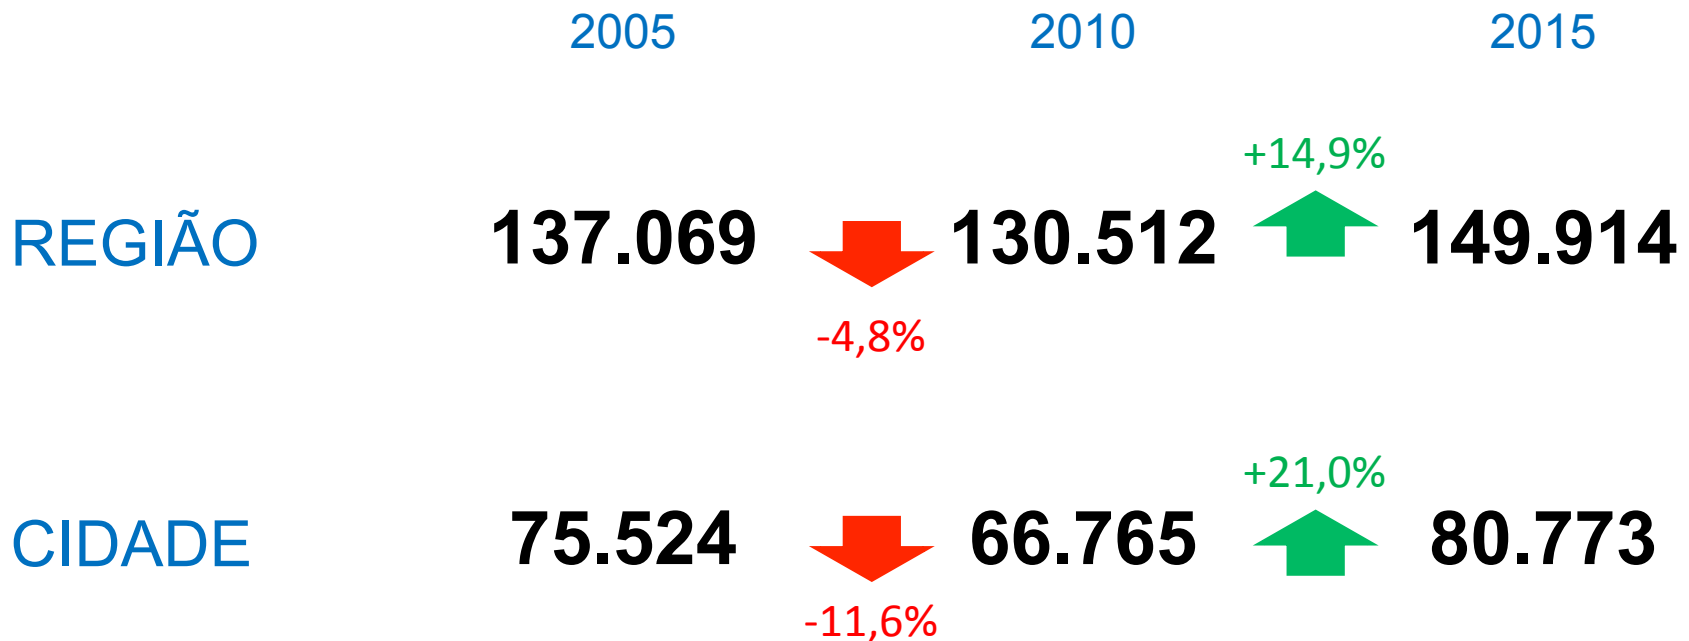 2005 2010 2015
+14,9%
REGIÃO 137.069 130.512 149.914
-4,8%
+21,0%
CIDADE 75.524 66.765 80.773
-11,6%